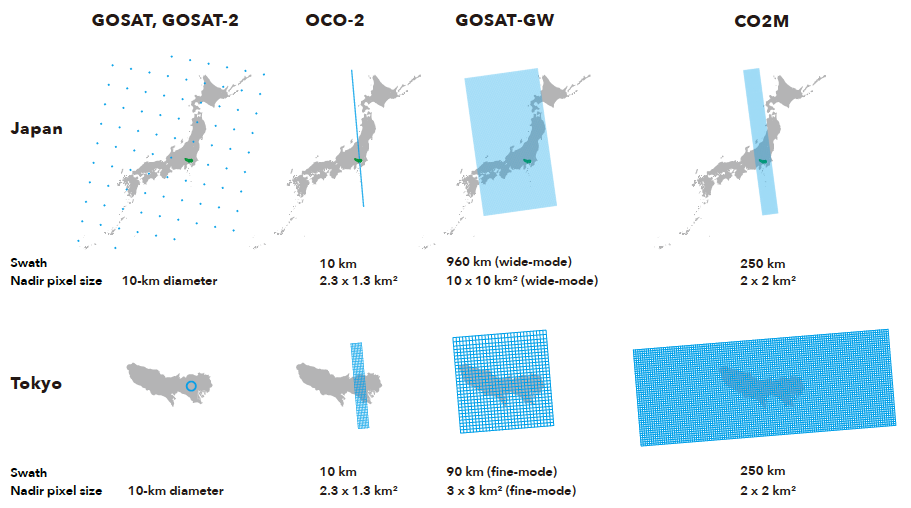 GOSAT, GOSAT-2 OCO-2 GOSAT-GW CO2M
Japan
Swath 10 km 960 km (wide-mode) 250 km
Nadir pixel size 10-km diameter 2.3 x 1.3 km² 10 x 10 km² (wide-mode) 2 x 2 km²
Tokyo
Swath 10 km 90 km (fine-mode) 250 km
Nadir pixel size 10-km diameter 2.3 x 1.3 km² 3 x 3 km² (fine-mode) 2 x 2 km²